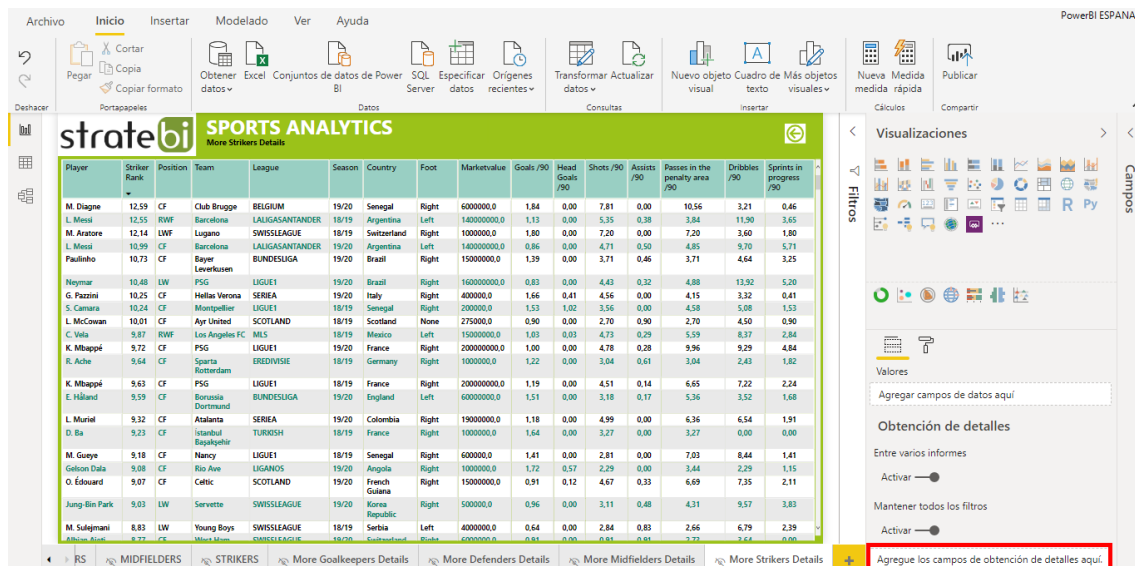 PowerBI ESPANA
Archivo Inicio Insertar Modelado Ver Ayuda
Pegar
Cortar
Copia
Copiar formato
Obtener datos
Excel
Conjuntos de datos de Power BI
SQL Server
Especificar datos
Orígenes recientes
Transformar datos
Actualizar
Nuevo objeto visual
Cuadro de texto
Más objetos visuales
Nueva medida
Medida rápida
Publicar
Deshacer Portapapeles Datos Consultas Insertar Cálculos Compartir
stratebi
SPORTS ANALYTICS
More Strikers Details
Player Striker Rank Position Team League Season Country Foot Marketvalue Goals /90 Head Goals /90 Shots /90 Assists /90 Passes in the penalty area /90 Dribbles /90 Sprints in progress /90
M. Diagne 12,59 CF Club Brugge BELGIUM 19/20 Senegal Right 6000000,0 1,84 0,00 7,81 0,00 10,56 3,21 0,46
L. Messi 12,55 RWF Barcelona LALIGASANTANDER 18/19 Argentina Left 140000000,0 1,13 0,00 5,35 0,38 3,84 11,90 3,65
M. Aratore 12,14 LWF Lugano SWISSLEAGUE 18/19 Switzerland Right 1000000,0 1,80 0,00 7,20 0,00 7,20 3,60 1,80
L. Messi 10,99 CF Barcelona LALIGASANTANDER 19/20 Argentina Left 140000000,0 0,86 0,00 4,71 0,50 4,85 9,70 5,71
Paulinho 10,73 CF Bayer Leverkusen BUNDESLIGA 19/20 Brazil Right 15000000,0 1,39 0,00 3,71 0,46 3,71 4,64 3,25
Neymar 10,48 LW PSG LIGUE1 19/20 Brazil Right 160000000,0 0,83 0,00 4,43 0,32 4,88 13,92 5,20
G. Pazzini 10,25 CF Hellas Verona SERIEA 19/20 Italy Right 400000,0 1,66 0,41 4,56 0,00 4,15 3,32 0,41
S. Camara 10,24 CF Montpellier LIGUE1 18/19 Senegal Right 200000,0 1,53 1,02 3,56 0,00 4,58 5,08 1,53
L. McCowan 10,01 CF Ayr United SCOTLAND 18/19 Scotland None 275000,0 0,90 0,00 2,70 0,90 2,70 4,50 0,90
C. Vela 9,87 RWF Los Angeles FC MLS 18/19 Mexico Left 15000000,0 1,03 0,03 4,73 0,29 5,59 8,37 2,84
K. Mbappé 9,72 CF PSG LIGUE1 19/20 France Right 200000000,0 1,00 0,00 4,78 0,28 9,96 9,29 4,84
R. Ache 9,64 CF Sparta Rotterdam EREDIVISIE 18/19 Germany Right 1000000,0 1,22 0,00 3,04 0,61 3,04 2,43 1,82
K. Mbappé 9,63 CF PSG LIGUE1 18/19 France Right 200000000,0 1,19 0,00 4,51 0,14 6,65 7,22 2,24
E. Håland 9,59 CF Borussia Dortmund BUNDESLIGA 19/20 England Left 60000000,0 1,51 0,00 3,18 0,17 5,36 3,52 1,68
L. Muriel 9,32 CF Atalanta SERIEA 19/20 Colombia Right 19000000,0 1,18 0,00 4,99 0,00 6,36 6,54 1,91
D. Ba 9,23 CF İstanbul Başakşehir TURKISH 18/19 France Right 1000000,0 1,64 0,00 3,27 0,00 3,27 0,00 0,00
M. Gueye 9,18 CF Nancy LIGUE1 18/19 Senegal Right 600000,0 1,41 0,00 2,81 0,00 7,03 8,44 1,41
Gelson Dala 9,08 CF Rio Ave LIGANOS 19/20 Angola Right 1000000,0 1,72 0,57 2,29 0,00 3,44 2,29 1,15
O. Édouard 9,07 CF Celtic SCOTLAND 19/20 French Guiana Right 15000000,0 0,91 0,12 4,67 0,33 6,69 7,35 2,11
Jung-Bin Park 9,03 LW Servette SWISSLEAGUE 19/20 Korea Republic Right 500000,0 0,96 0,00 3,11 0,48 4,31 9,57 3,83
M. Sulejmani 8,83 LW Young Boys SWISSLEAGUE 18/19 Serbia Left 4000000,0 0,64 0,00 2,84 0,83 2,66 6,79 2,39
Filtros
Visualizaciones
Campos
R Py
Valores
Agregar campos de datos aquí
Obtención de detalles
Entre varios informes
Activar
Mantener todos los filtros
Activar
Agregue los campos de obtención de detalles aquí.
RS MIDFIELDERS STRIKERS More Goalkeepers Details More Defenders Details More Midfielders Details More Strikers Details +